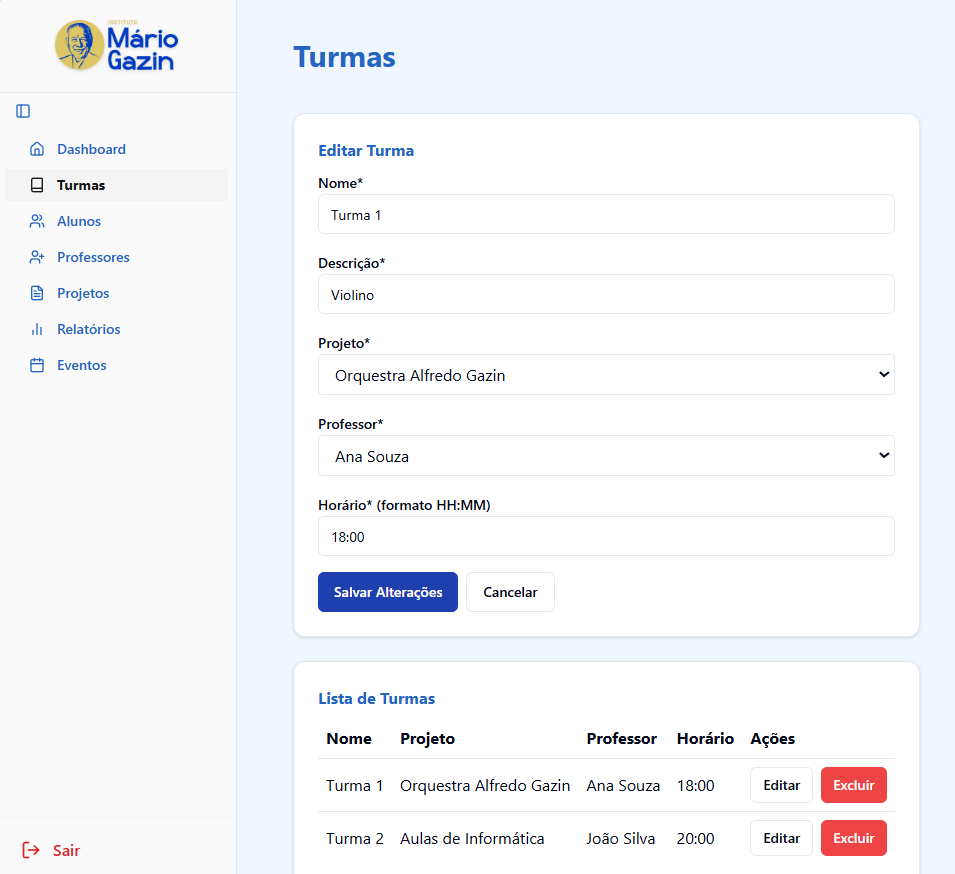 INSTITUTO
Mário
Gazin
Dashboard
Turmas
Alunos
Professores
Projetos
Relatórios
Eventos
Sair
Turmas
Editar Turma
Nome*
Turma 1
Descrição*
Violino
Projeto*
Orquestra Alfredo Gazin
Professor*
Ana Souza
Horário* (formato HH:MM)
18:00
Salvar Alterações Cancelar
Lista de Turmas
Nome Projeto Professor Horário Ações
Turma 1 Orquestra Alfredo Gazin Ana Souza 18:00 Editar Excluir
Turma 2 Aulas de Informática João Silva 20:00 Editar Excluir